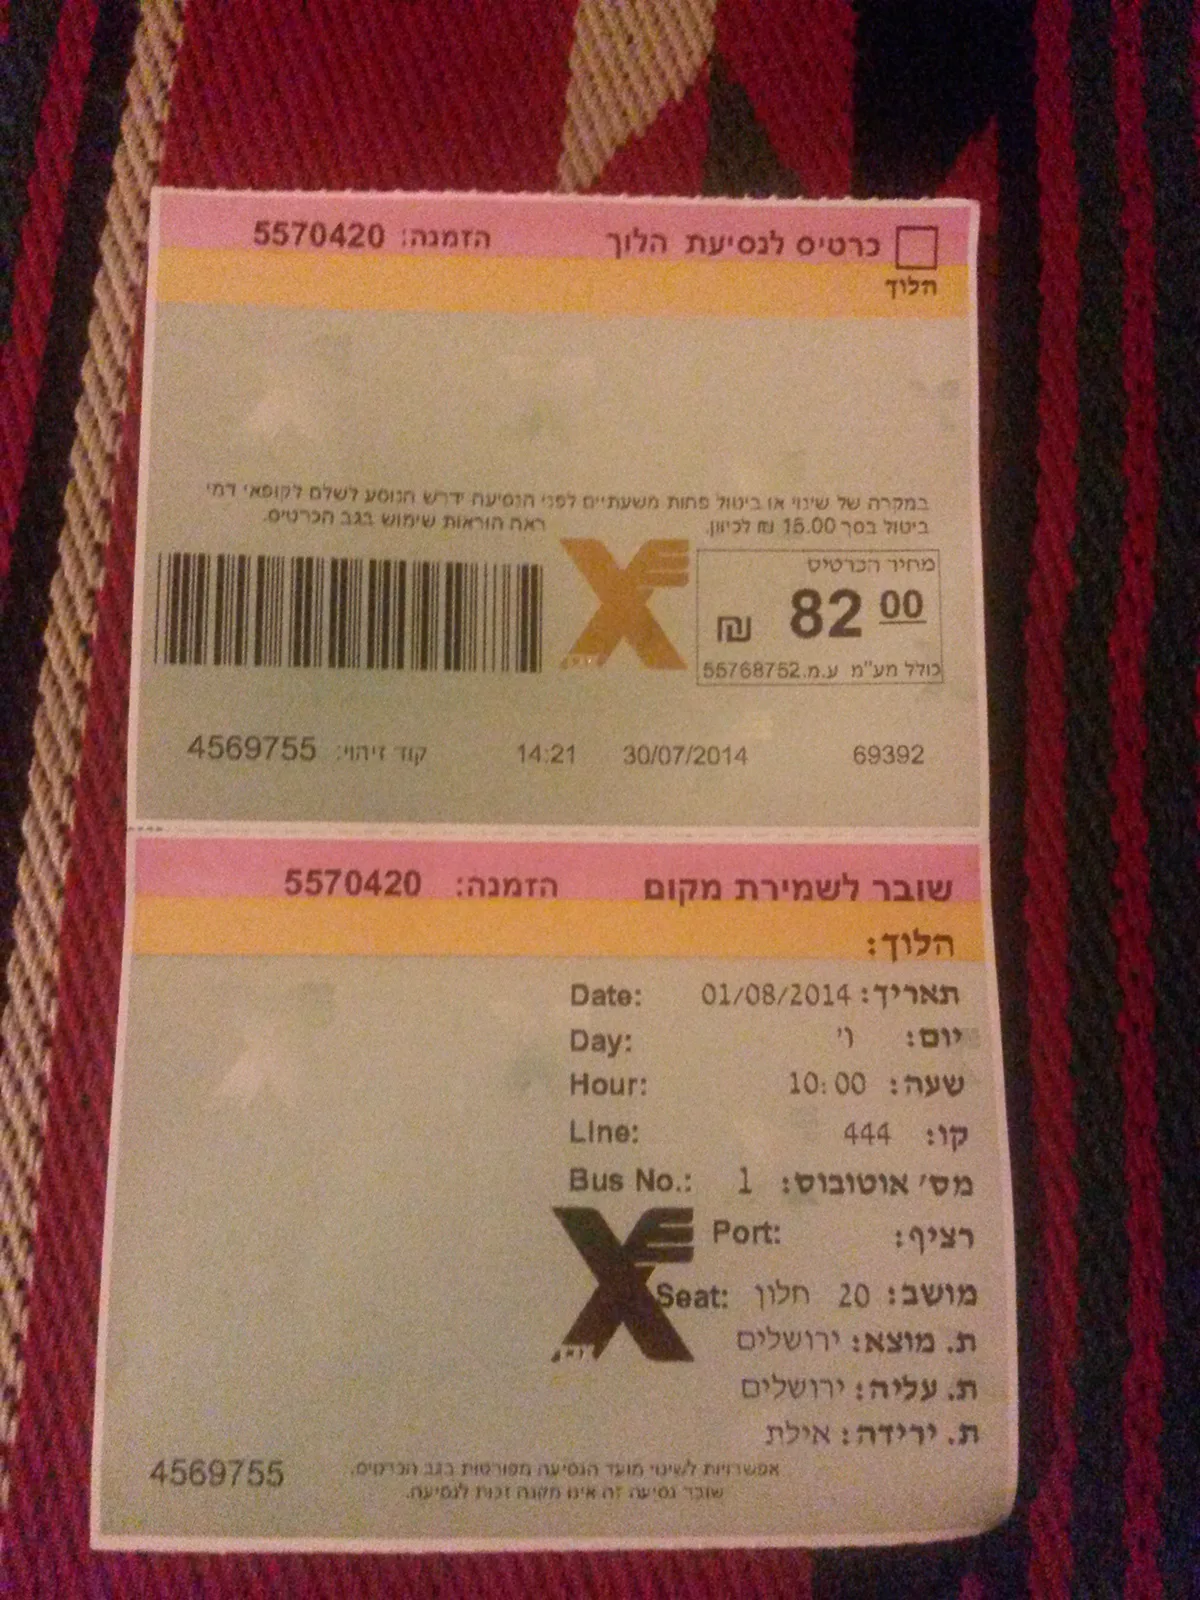 כרטיס לנסיעת הלוך הזמנה: 5570420
הלוך
במקרה של שינוי או ביטול פחות משעתיים לפני הנסיעה ידרש הנוסע לשלם לקופאי דמי
ביטול בסך 15.00 ₪ לכיוון. ראה הוראות שימוש בגב הכרטיס.
מחיר הכרטיס
82 00 ₪
כולל מע"מ ע.מ.55768752
69392 30/07/2014 14:21 קוד זיהוי: 4569755
שובר לשמירת מקום הזמנה: 5570420
הלוך:
תאריך: 01/08/2014 Date:
יום: ו' Day:
שעה: 10:00 Hour:
קו: 444 Line:
מס' אוטובוס: 1 Bus No.:
רציף: Port:
מושב: 20 חלון Seat:
ת. מוצא: ירושלים
ת. עליה: ירושלים
ת. ירידה: אילת
אפשרויות לשינוי מועד הנסיעה מפורטות בגב הכרטיס.
שובר נסיעה זה אינו מקנה זכות לנסיעה.
4569755